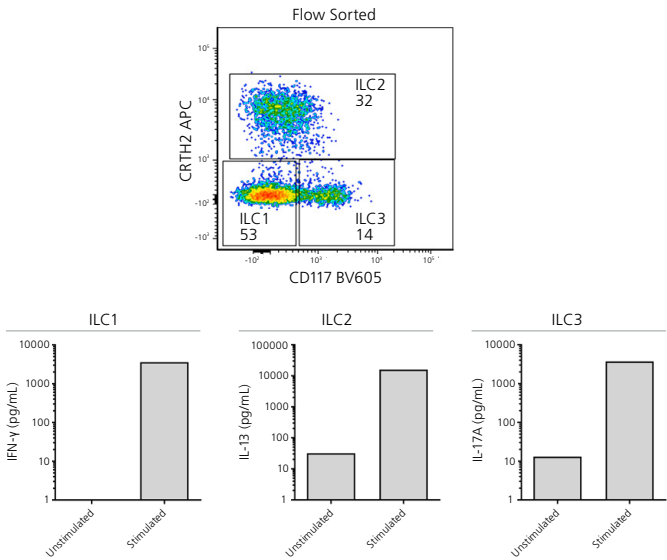 Flow Sorted
CRTH2 APC
10⁵
10⁴
10³
-10²
-10³
ILC2
32
ILC1
53
ILC3
14
-10²
10³
10⁴
10⁵
CD117 BV605
ILC1
IFN-γ (pg/mL)
10000
1000
100
10
1
Unstimulated
Stimulated
ILC2
IL-13 (pg/mL)
100000
10000
1000
100
10
1
Unstimulated
Stimulated
ILC3
IL-17A (pg/mL)
10000
1000
100
10
1
Unstimulated
Stimulated